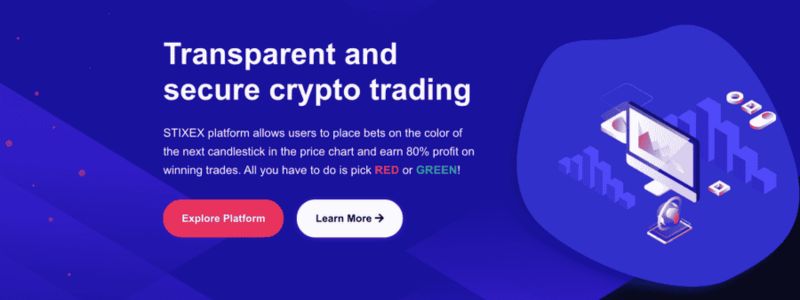 Transparent and
secure crypto trading
STIXEX platform allows users to place bets on the color of
the next candlestick in the price chart and earn 80% profit on
winning trades. All you have to do is pick RED or GREEN!
Explore Platform
Learn More →